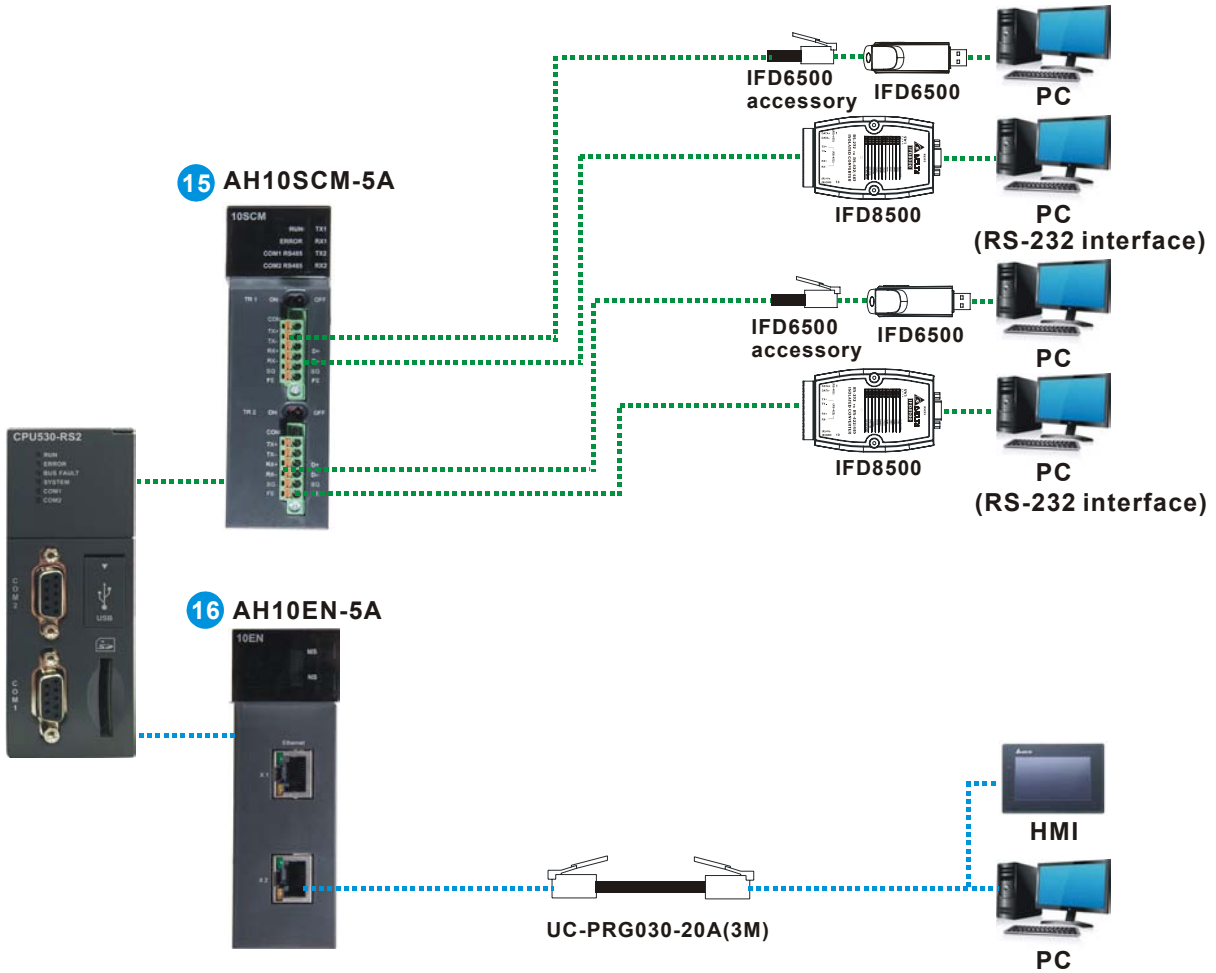 IFD6500
accessory
IFD6500
PC
IFD8500
PC
(RS-232 interface)
15 AH10SCM-5A
10SCM
RUN TX1
ERROR RX1
COM1 RS485 TX2
COM2 RS485 RX2
TR 1 ON OFF
TX+
TX-
RX+ D+
RX-
SG SG
FE FE
TR 2 ON OFF
TX+
TX-
RX+ D+
RX- D-
SG SG
FE
IFD6500
accessory
IFD6500
PC
IFD8500
PC
(RS-232 interface)
CPU530-RS2
RUN
ERROR
BUS FAULT
SYSTEM
COM1
COM2
COM2
USB
COM1
16 AH10EN-5A
10EN
MS
NS
Ethernet
X 1
X 2
UC-PRG030-20A(3M)
HMI
PC